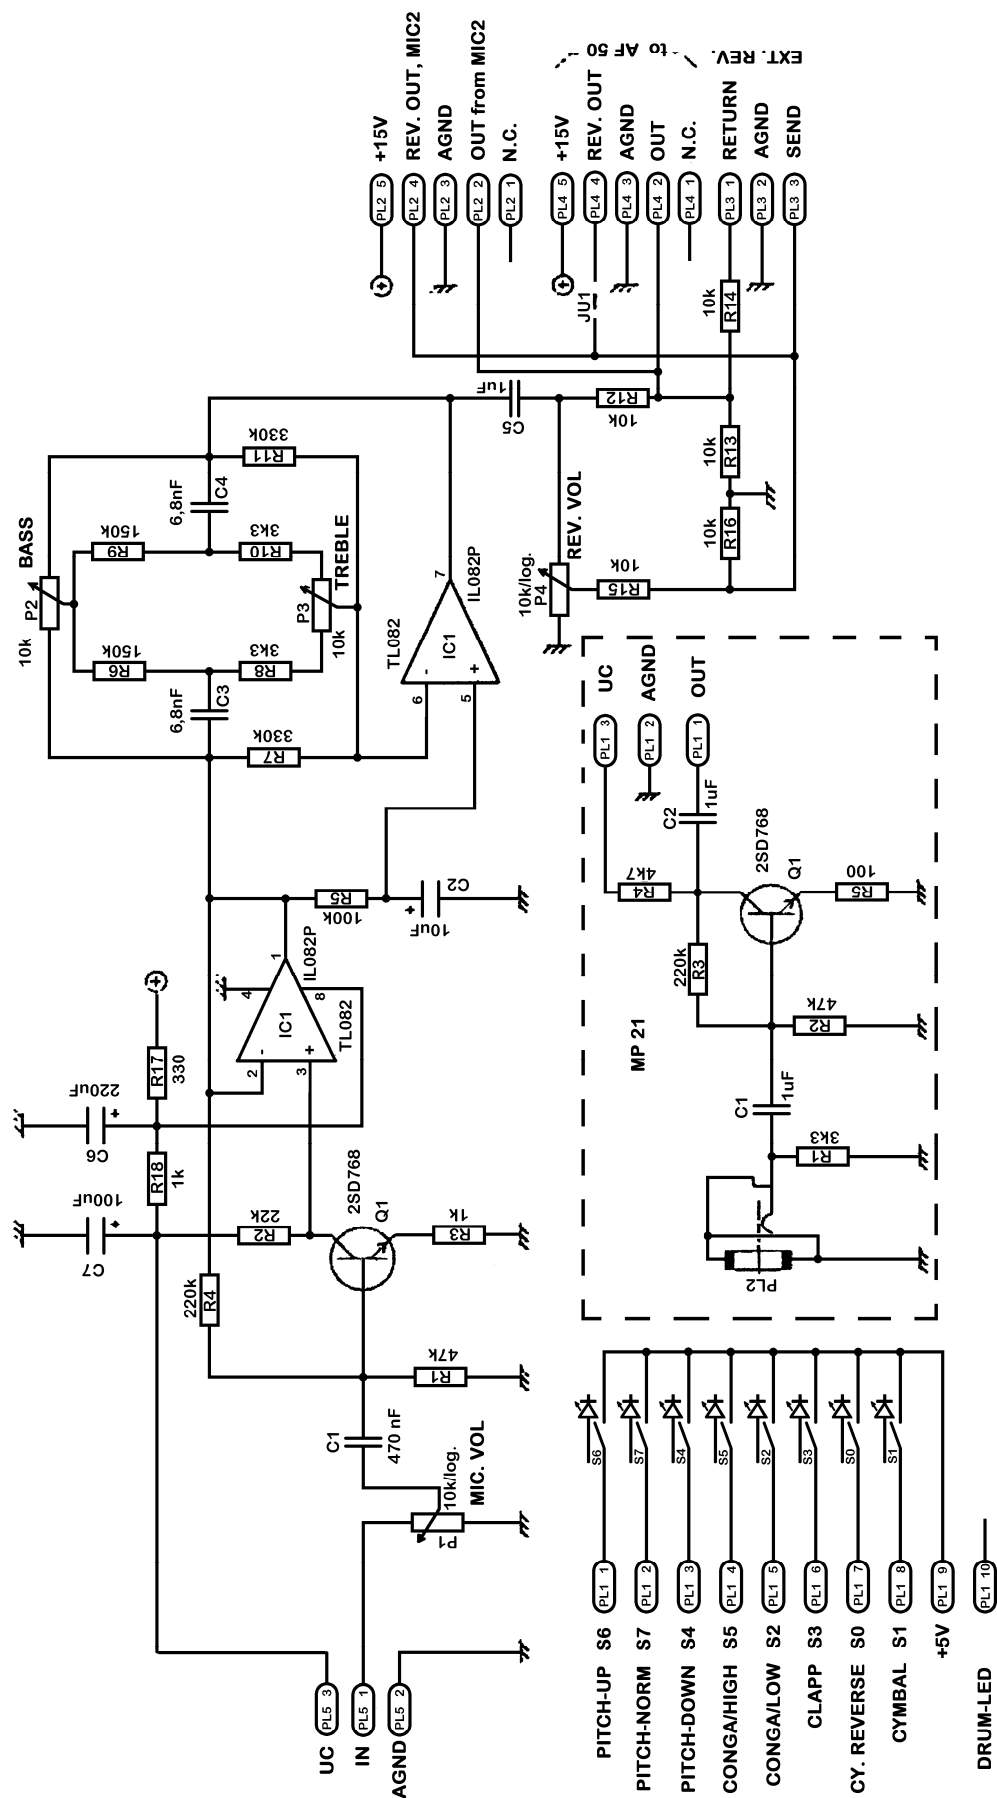 PL2 5 +15V
PL2 4 REV. OUT, MIC2
PL2 3 AGND
PL2 2 OUT from MIC2
PL2 1 N.C.
PL4 5 +15V
PL4 4 REV. OUT
PL4 3 AGND
PL4 2 OUT
PL4 1 N.C.
to AF 50
PL3 1 RETURN
PL3 2 AGND
PL3 3 SEND
EXT. REV.
JU1
10k
R14
1uF
C5
R12
10k
10k
R13
10k
R16
10k
R15
REV. VOL
10k/log.
P4
BASS
P2
10k
150k
R9
150k
R6
6,8nF
C4
6,8nF
C3
330k
R11
3k3
R10
3k3
R8
330k
R7
TREBLE
P3
10k
7
IL082P
TL082
IC1
-
+
6
5
R5
100k
C2
10uF
+
1
IL082P
4
8
IC1
TL082
-
+
2
3
+
R17
330
220uF
+
C6
R18
1k
100uF
+
C7
22k
R2
2SD768
Q1
1k
R3
220k
R4
47k
R1
C1
470 nF
10k/log.
MIC. VOL
P1
UC PL5 3
IN PL5 1
AGND PL5 2
MP 21
UC
PL1 3
AGND
PL1 2
OUT
PL1 1
C2
1uF
4k7
R4
2SD768
Q1
100
R5
220k
R3
47k
R2
C1
1uF
3k3
R1
PL2
S6
S7
S4
S5
S2
S3
S0
S1
PITCH-UP S6 PL1 1
PITCH-NORM S7 PL1 2
PITCH-DOWN S4 PL1 3
CONGA/HIGH S5 PL1 4
CONGA/LOW S2 PL1 5
CLAPP S3 PL1 6
CY. REVERSE S0 PL1 7
CYMBAL S1 PL1 8
+5V PL1 9
DRUM-LED PL1 10